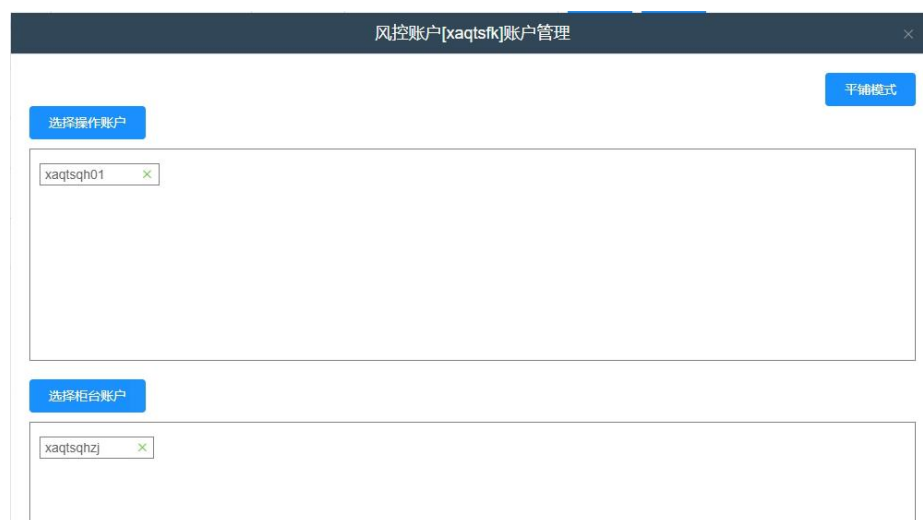 风控账户[xaqtsfk]账户管理
平铺模式
选择操作账户
xaqtsqh01
选择柜台账户
xaqtsqhzj